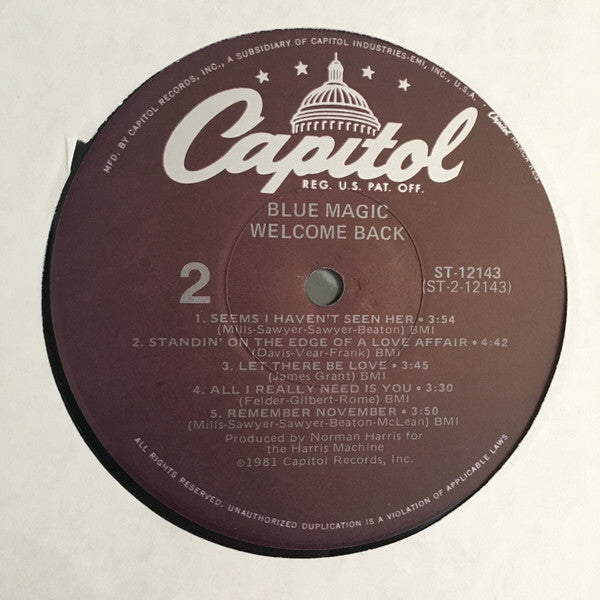 MFD. BY CAPITOL RECORDS, INC., A SUBSIDIARY OF CAPITOL INDUSTRIES-EMI, INC., U.S.A.
Capitol
Capitol
REG. U.S. PAT. OFF.
BLUE MAGIC
WELCOME BACK
2
ST-12143
(ST-2-12143)
1. SEEMS I HAVEN'T SEEN HER • 3:54
(Mills-Sawyer-Sawyer-Beaton) BMI
2. STANDIN' ON THE EDGE OF A LOVE AFFAIR • 4:42
(Davis-Vear-Frank) BMI
3. LET THERE BE LOVE • 3:45
(James Grant) BMI
4. ALL I REALLY NEED IS YOU • 3:30
(Felder-Gilbert-Rome) BMI
5. REMEMBER NOVEMBER • 3:50
(Mills-Sawyer-Sawyer-Beaton-McLean) BMI
Produced by Norman Harris for
the Harris Machine
℗1981 Capitol Records, Inc.
ALL RIGHTS RESERVED. UNAUTHORIZED DUPLICATION IS A VIOLATION OF APPLICABLE LAWS